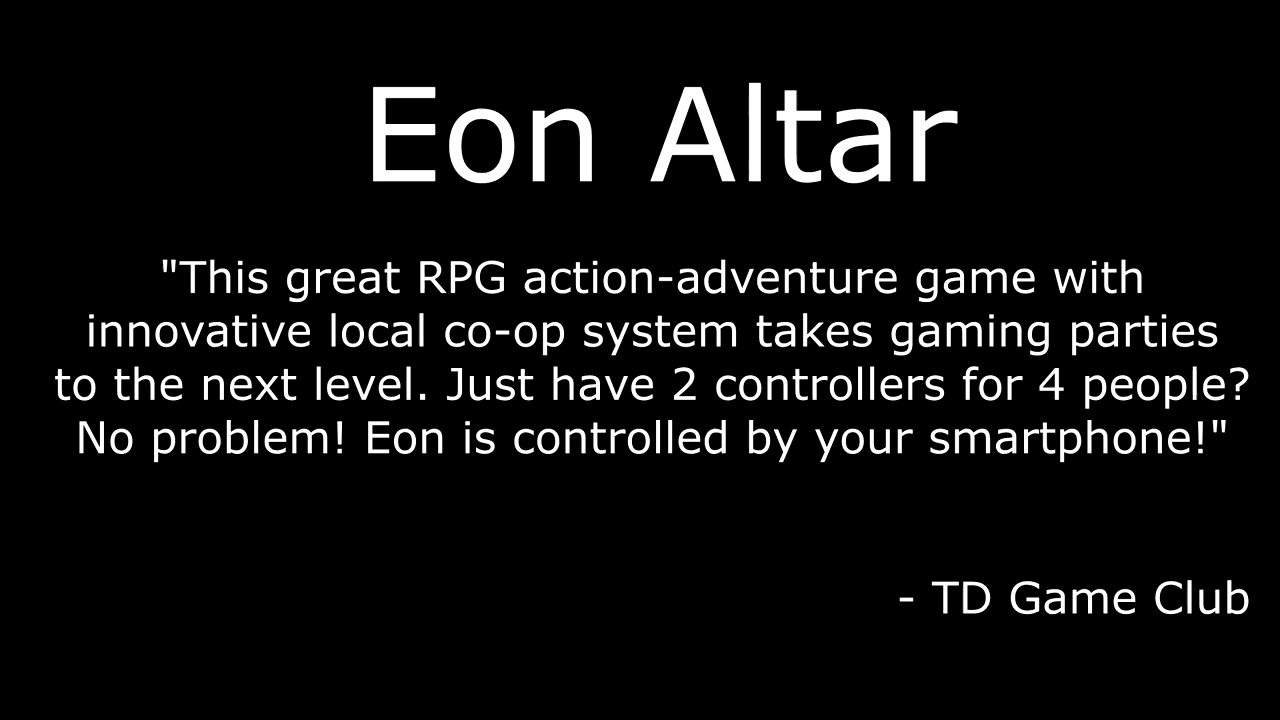 Eon Altar
"This great RPG action-adventure game with
innovative local co-op system takes gaming parties
to the next level. Just have 2 controllers for 4 people?
No problem! Eon is controlled by your smartphone!"
- TD Game Club